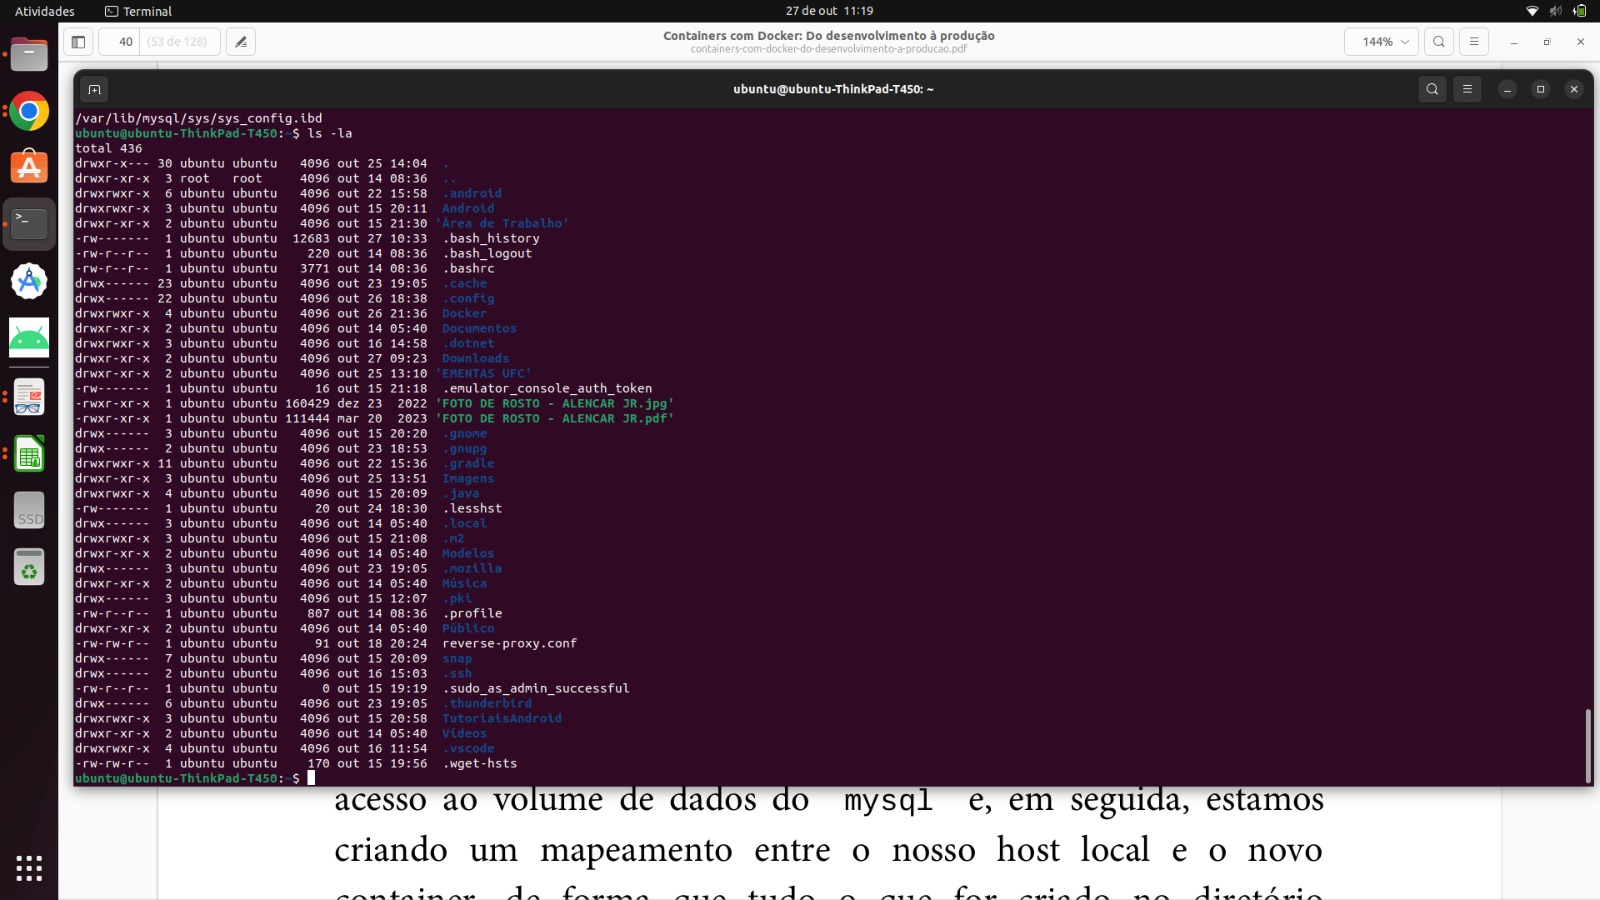 Atividades
Terminal
27 de out 11:19
40
(53 de 128)
Containers com Docker: Do desenvolvimento à produção
containers-com-docker-do-desenvolvimento-a-producao.pdf
144%
ubuntu@ubuntu-ThinkPad-T450: ~
/var/lib/mysql/sys/sys_config.ibd
ubuntu@ubuntu-ThinkPad-T450:~$ ls -la
total 436
drwxr-x--- 30 ubuntu ubuntu   4096 out 25 14:04  .
drwxr-xr-x  3 root   root     4096 out 14 08:36  ..
drwxrwxr-x  6 ubuntu ubuntu   4096 out 22 15:58  .android
drwxrwxr-x  3 ubuntu ubuntu   4096 out 15 20:11  Android
drwxr-xr-x  2 ubuntu ubuntu   4096 out 15 21:30 'Área de Trabalho'
-rw-------  1 ubuntu ubuntu  12683 out 27 10:33  .bash_history
-rw-r--r--  1 ubuntu ubuntu    220 out 14 08:36  .bash_logout
-rw-r--r--  1 ubuntu ubuntu   3771 out 14 08:36  .bashrc
drwx------ 23 ubuntu ubuntu   4096 out 23 19:05  .cache
drwx------ 22 ubuntu ubuntu   4096 out 26 18:38  .config
drwxrwxr-x  4 ubuntu ubuntu   4096 out 26 21:36  Docker
drwxr-xr-x  2 ubuntu ubuntu   4096 out 14 05:40  Documentos
drwxrwxr-x  3 ubuntu ubuntu   4096 out 16 14:58  .dotnet
drwxr-xr-x  2 ubuntu ubuntu   4096 out 27 09:23  Downloads
drwxr-xr-x  2 ubuntu ubuntu   4096 out 25 13:10 'EMENTAS UFC'
-rw-------  1 ubuntu ubuntu     16 out 15 21:18  .emulator_console_auth_token
-rwxr-xr-x  1 ubuntu ubuntu 160429 dez 23  2022 'FOTO DE ROSTO - ALENCAR JR.jpg'
-rwxr-xr-x  1 ubuntu ubuntu 111444 mar 20  2023 'FOTO DE ROSTO - ALENCAR JR.pdf'
drwx------  3 ubuntu ubuntu   4096 out 15 20:20  .gnome
drwx------  2 ubuntu ubuntu   4096 out 23 18:53  .gnupg
drwxrwxr-x 11 ubuntu ubuntu   4096 out 22 15:36  .gradle
drwxr-xr-x  3 ubuntu ubuntu   4096 out 25 13:51  Imagens
drwxrwxr-x  4 ubuntu ubuntu   4096 out 15 20:09  .java
-rw-------  1 ubuntu ubuntu     20 out 24 18:30  .lesshst
drwx------  3 ubuntu ubuntu   4096 out 14 05:40  .local
drwxrwxr-x  3 ubuntu ubuntu   4096 out 15 21:08  .m2
drwxr-xr-x  2 ubuntu ubuntu   4096 out 14 05:40  Modelos
drwx------  3 ubuntu ubuntu   4096 out 23 19:05  .mozilla
drwxr-xr-x  2 ubuntu ubuntu   4096 out 14 05:40  Música
drwx------  3 ubuntu ubuntu   4096 out 15 12:07  .pki
-rw-r--r--  1 ubuntu ubuntu    807 out 14 08:36  .profile
drwxr-xr-x  2 ubuntu ubuntu   4096 out 14 05:40  Público
-rw-rw-r--  1 ubuntu ubuntu     91 out 18 20:24  reverse-proxy.conf
drwx------  7 ubuntu ubuntu   4096 out 15 20:09  snap
drwx------  2 ubuntu ubuntu   4096 out 16 15:03  .ssh
-rw-r--r--  1 ubuntu ubuntu      0 out 15 19:19  .sudo_as_admin_successful
drwx------  6 ubuntu ubuntu   4096 out 23 19:05  .thunderbird
drwxrwxr-x  3 ubuntu ubuntu   4096 out 15 20:58  TutoriaisAndroid
drwxr-xr-x  2 ubuntu ubuntu   4096 out 14 05:40  Vídeos
drwxrwxr-x  4 ubuntu ubuntu   4096 out 16 11:54  .vscode
-rw-rw-r--  1 ubuntu ubuntu    170 out 15 19:56  .wget-hsts
ubuntu@ubuntu-ThinkPad-T450:~$
SSD
acesso ao volume de dados do mysql e, em seguida, estamos
criando um mapeamento entre o nosso host local e o novo
container, de forma que tudo o que for criado no diretório